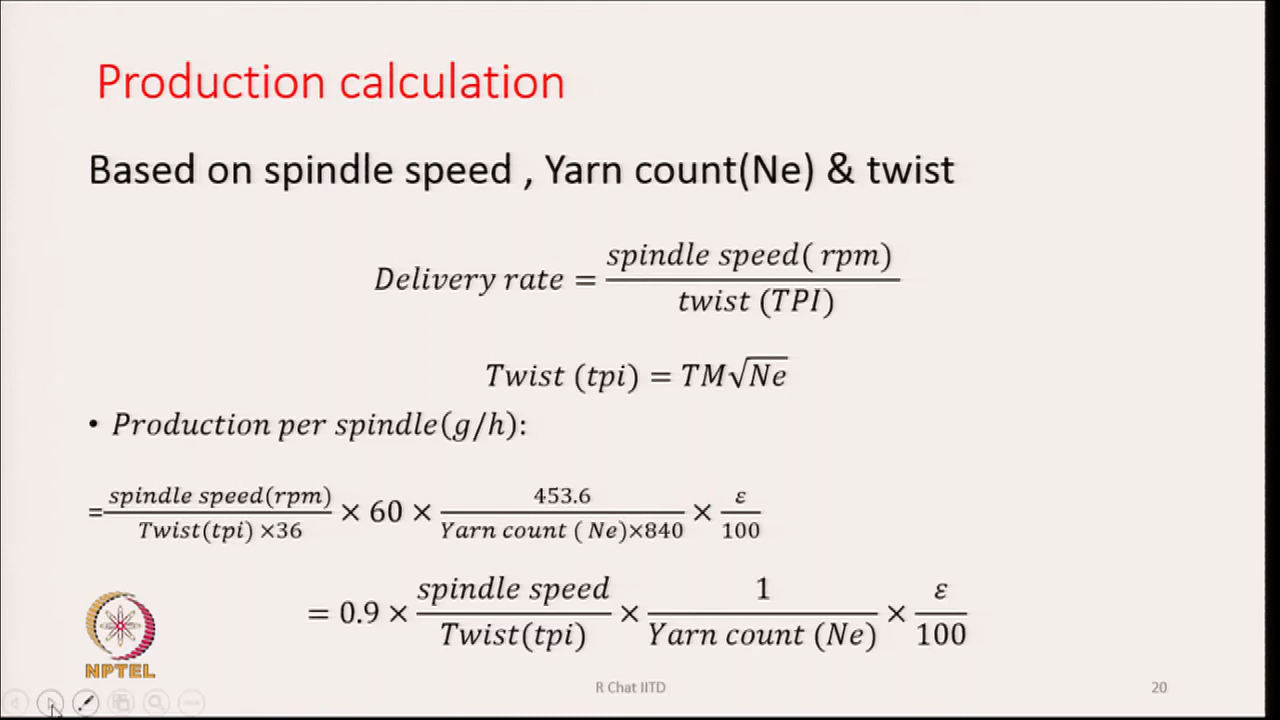 Production calculation
Based on spindle speed , Yarn count(Ne) & twist
Delivery rate = spindle speed( rpm) / twist (TPI)
Twist (tpi) = TM√Ne
• Production per spindle(g/h):
= spindle speed(rpm) / Twist(tpi) ×36 × 60 × 453.6 / Yarn count ( Ne)×840 × ε / 100
= 0.9 × spindle speed / Twist(tpi) × 1 / Yarn count (Ne) × ε / 100
NPTEL
R Chat IITD
20